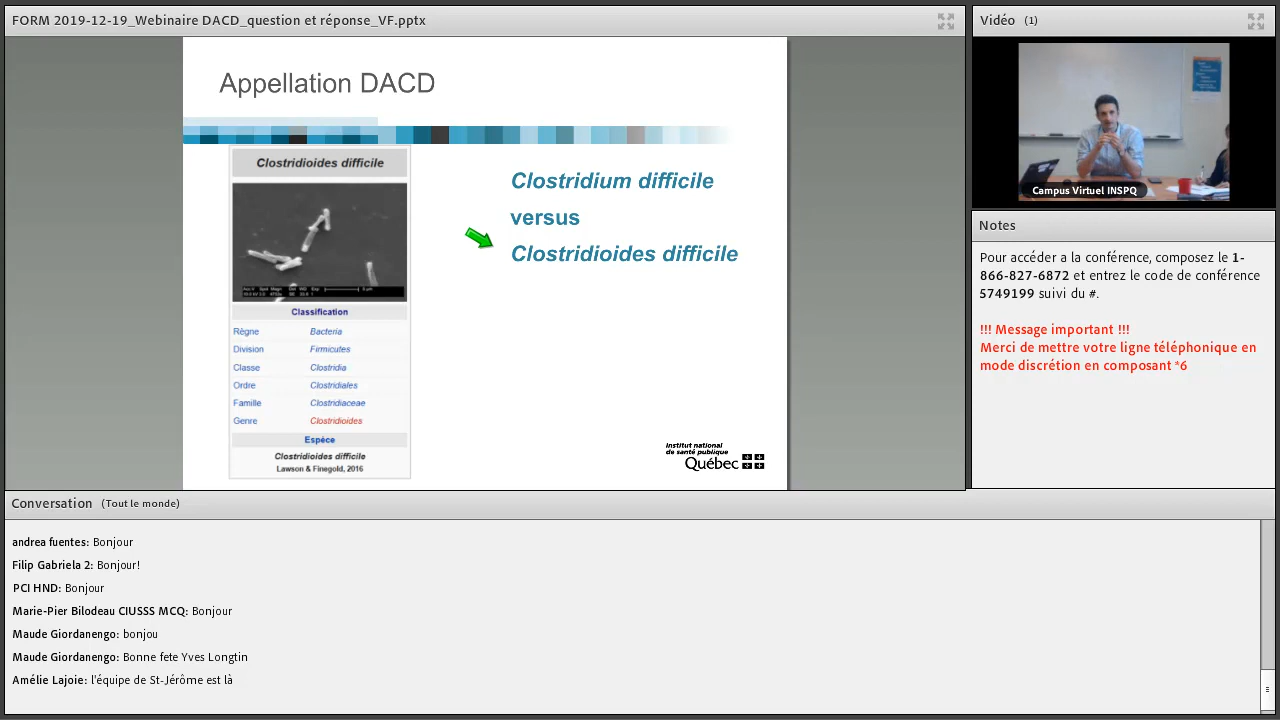 FORM 2019-12-19_Webinaire DACD_question et réponse_VF.pptx
Appellation DACD
Clostridioides difficile
Classification
Règne Bacteria
Division Firmicutes
Classe Clostridia
Ordre Clostridiales
Famille Clostridiaceae
Genre Clostridioides
Espèce
Clostridioides difficile
Lawson & Finegold, 2016
Clostridium difficile
versus
Clostridioides difficile
Institut national
de santé publique
Québec
Vidéo (1)
Campus Virtuel INSPQ
Notes
Pour accéder a la conférence, composez le 1-
866-827-6872 et entrez le code de conférence
5749199 suivi du #.
!!! Message important !!!
Merci de mettre votre ligne téléphonique en
mode discrétion en composant *6
Conversation (Tout le monde)
andrea fuentes: Bonjour
Filip Gabriela 2: Bonjour!
PCI HND: Bonjour
Marie-Pier Bilodeau CIUSSS MCQ: Bonjour
Maude Giordanengo: bonjou
Maude Giordanengo: Bonne fete Yves Longtin
Amélie Lajoie: l'équipe de St-Jérôme est là